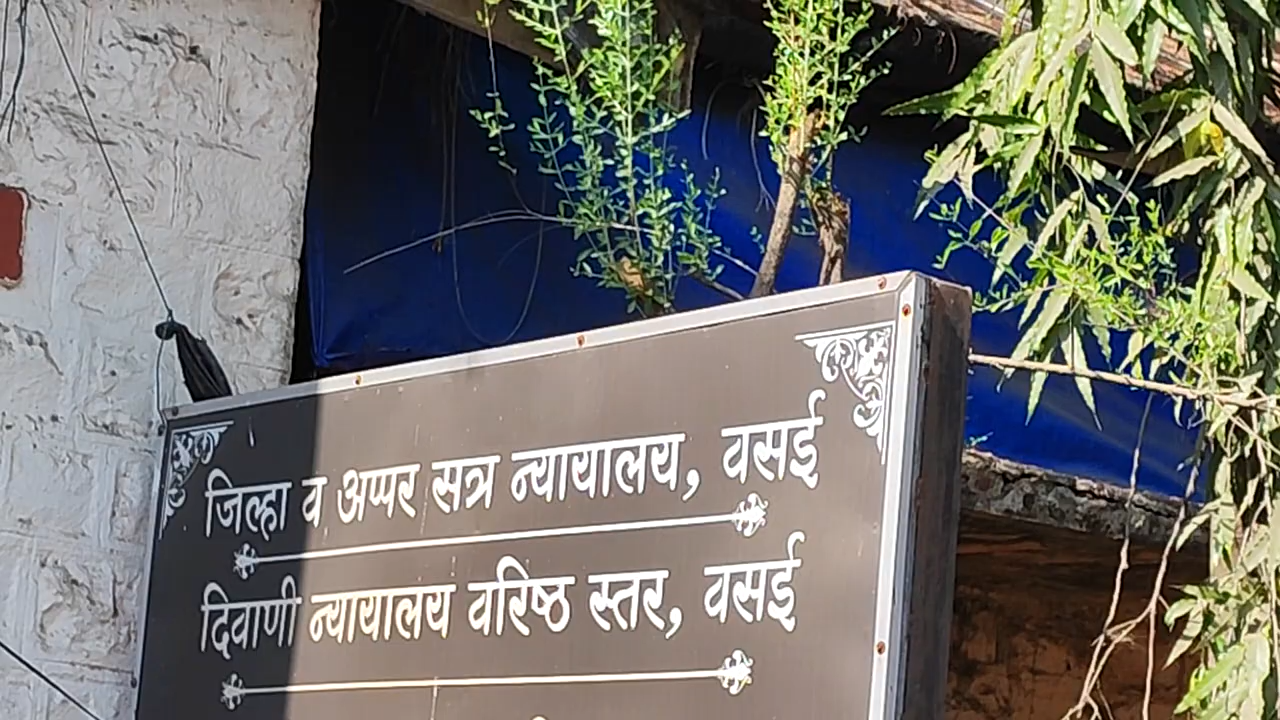 जिल्हा व अप्पर सत्र न्यायालय, वसई
दिवाणी न्यायालय वरिष्ठ स्तर, वसई